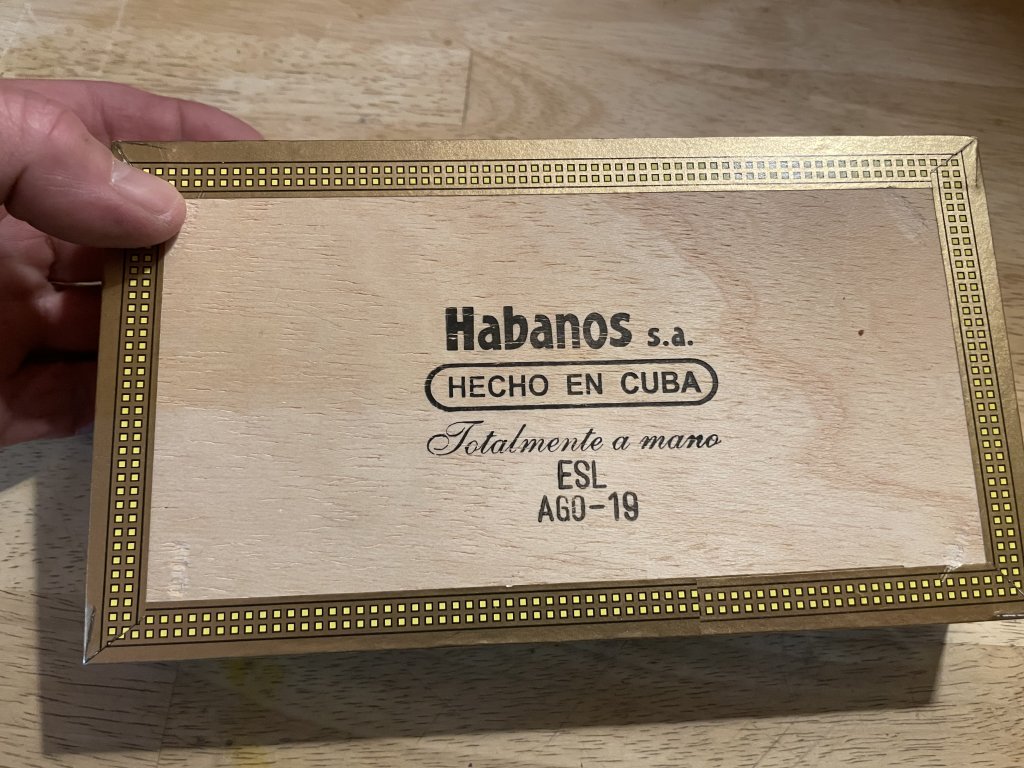 Habanos s.a.
HECHO EN CUBA
Totalmente a mano
ESL
AGO-19